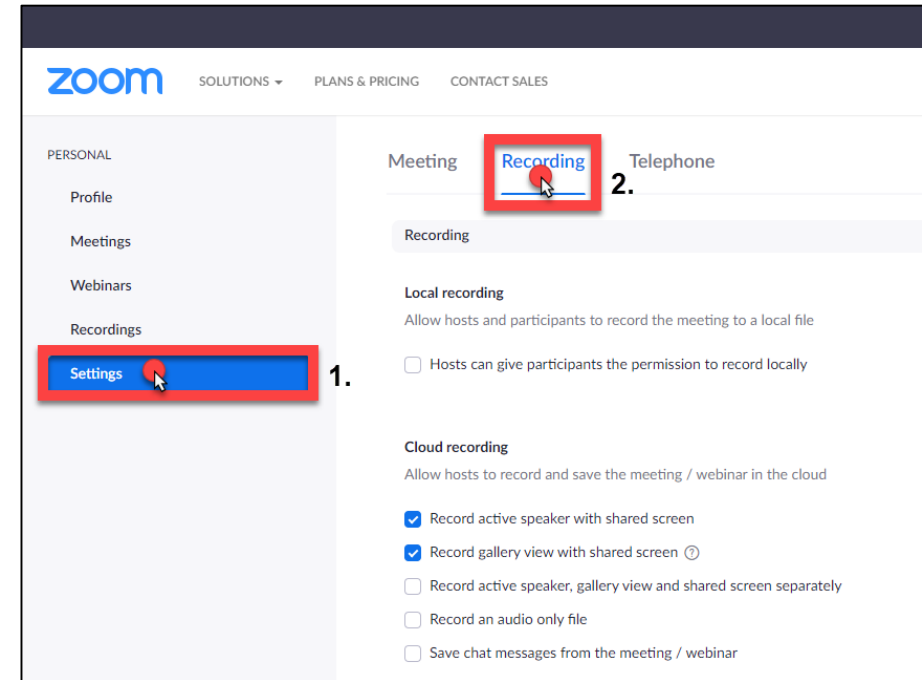 zoom SOLUTIONS PLANS & PRICING CONTACT SALES
PERSONAL
Profile
Meetings
Webinars
Recordings
Settings
1.
Meeting Recording Telephone
2.
Recording
Local recording
Allow hosts and participants to record the meeting to a local file
Hosts can give participants the permission to record locally
Cloud recording
Allow hosts to record and save the meeting / webinar in the cloud
Record active speaker with shared screen
Record gallery view with shared screen ?
Record active speaker, gallery view and shared screen separately
Record an audio only file
Save chat messages from the meeting / webinar